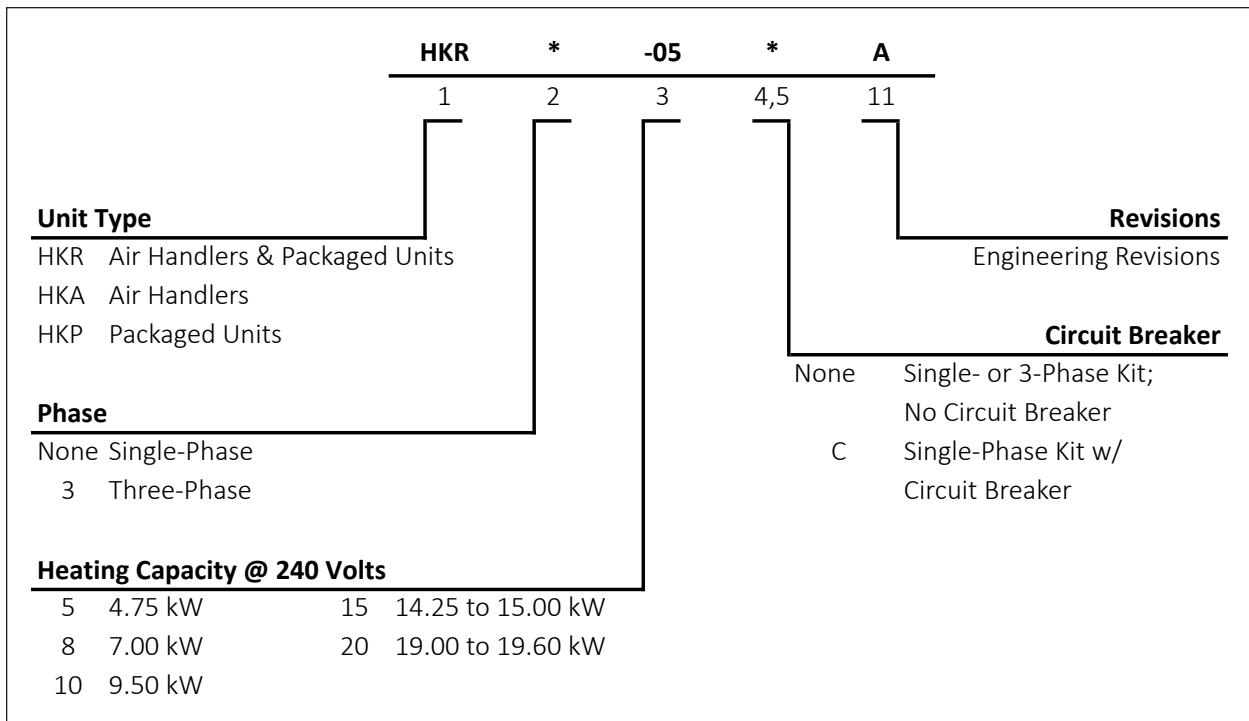 HKR * -05 * A
1 2 3 4,5 11
Unit Type
HKR Air Handlers & Packaged Units
HKA Air Handlers
HKP Packaged Units
Revisions
Engineering Revisions
Circuit Breaker
None Single- or 3-Phase Kit;
No Circuit Breaker
C Single-Phase Kit w/
Circuit Breaker
Phase
None Single-Phase
3 Three-Phase
Heating Capacity @ 240 Volts
5 4.75 kW 15 14.25 to 15.00 kW
8 7.00 kW 20 19.00 to 19.60 kW
10 9.50 kW